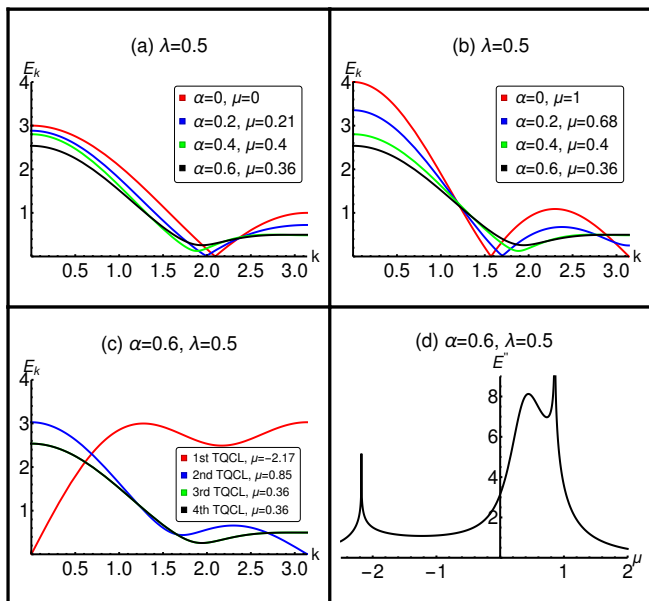 (a) λ=0.5
E_k
4
3
2
1
0.5 1.0 1.5 2.0 2.5 3.0
k
α=0, μ=0
α=0.2, μ=0.21
α=0.4, μ=0.4
α=0.6, μ=0.36
(b) λ=0.5
E_k
4
3
2
1
0.5 1.0 1.5 2.0 2.5 3.0
k
α=0, μ=1
α=0.2, μ=0.68
α=0.4, μ=0.4
α=0.6, μ=0.36
(c) α=0.6, λ=0.5
E_k
4
3
2
1
0.5 1.0 1.5 2.0 2.5 3.0
k
1st TQCL, μ=-2.17
2nd TQCL, μ=0.85
3rd TQCL, μ=0.36
4th TQCL, μ=0.36
(d) α=0.6, λ=0.5
E"
8
6
4
2
-2 -1 0 1 2
μ